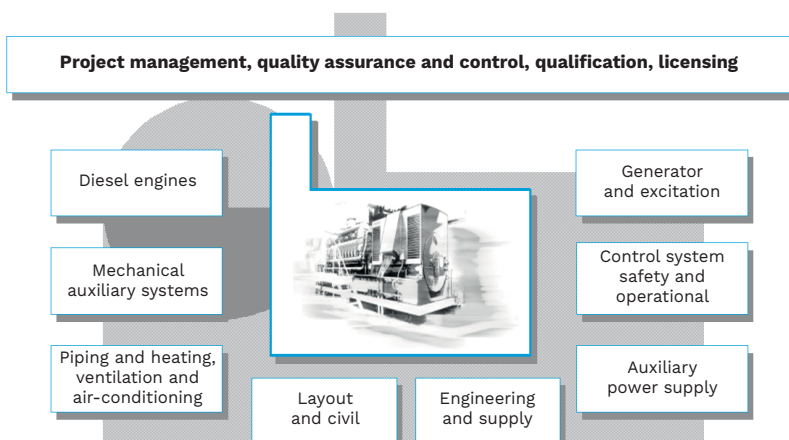 Project management, quality assurance and control, qualification, licensing
Diesel engines
Generator
and excitation
Mechanical
auxiliary systems
Control system
safety and
operational
Piping and heating,
ventilation and
air-conditioning
Auxiliary
power supply
Layout
and civil
Engineering
and supply